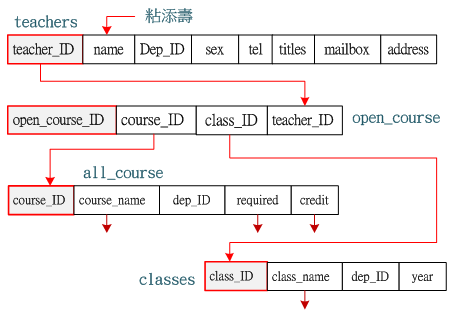 teachers 粘添壽
teacher_ID name Dep_ID sex tel titles mailbox address
open_course_ID course_ID class_ID teacher_ID open_course
all_course
course_ID course_name dep_ID required credit
classes class_ID class_name dep_ID year